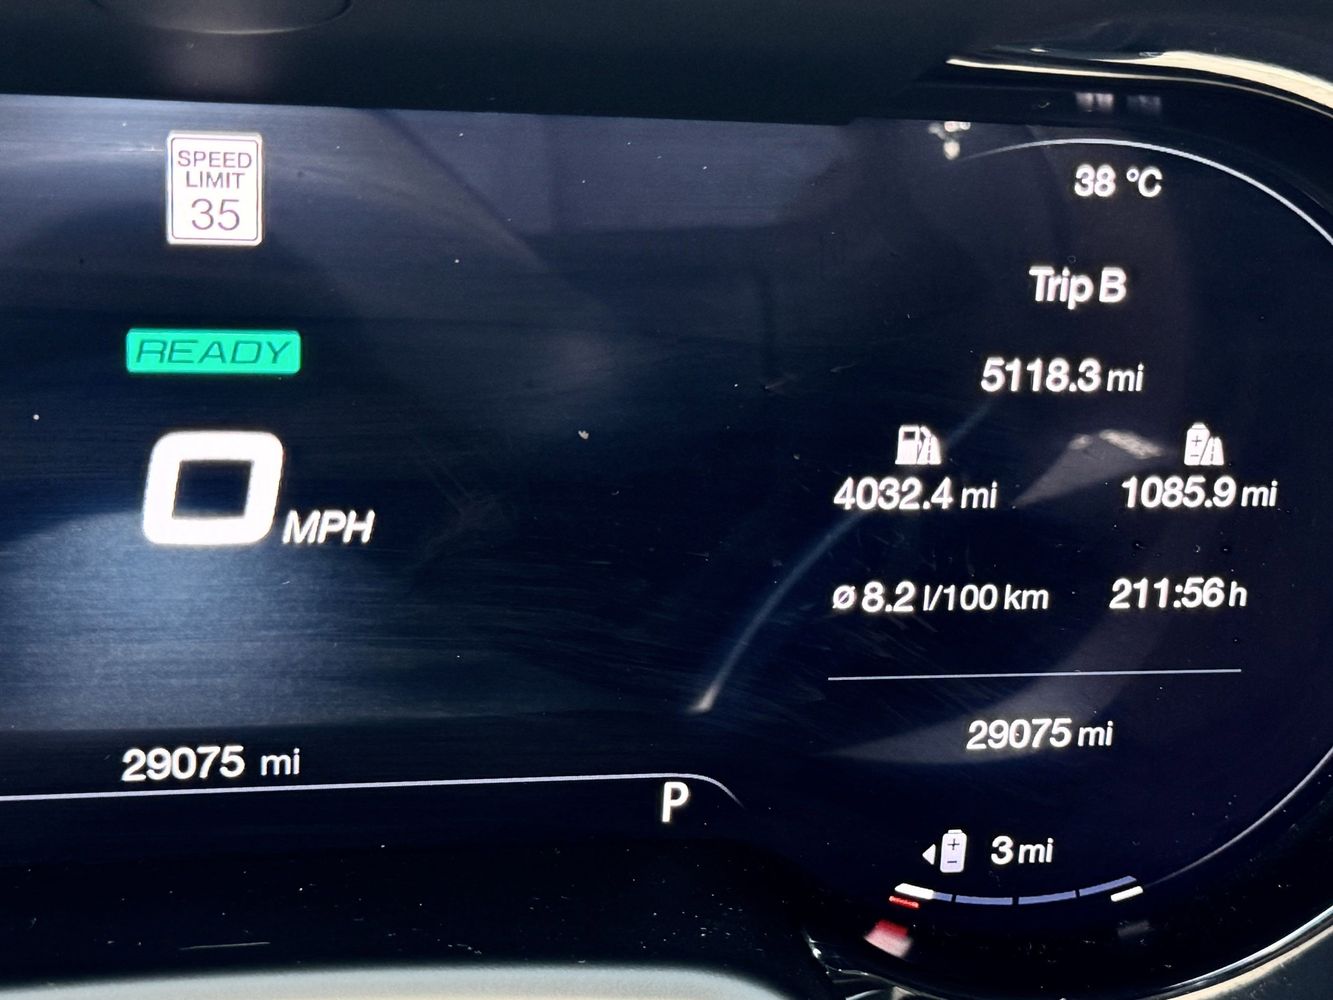 SPEED
LIMIT
35
READY
0 MPH
29075 mi
P
38 °C
Trip B
5118.3 mi
4032.4 mi 1085.9 mi
ø 8.2 l/100 km 211:56 h
29075 mi
3 mi